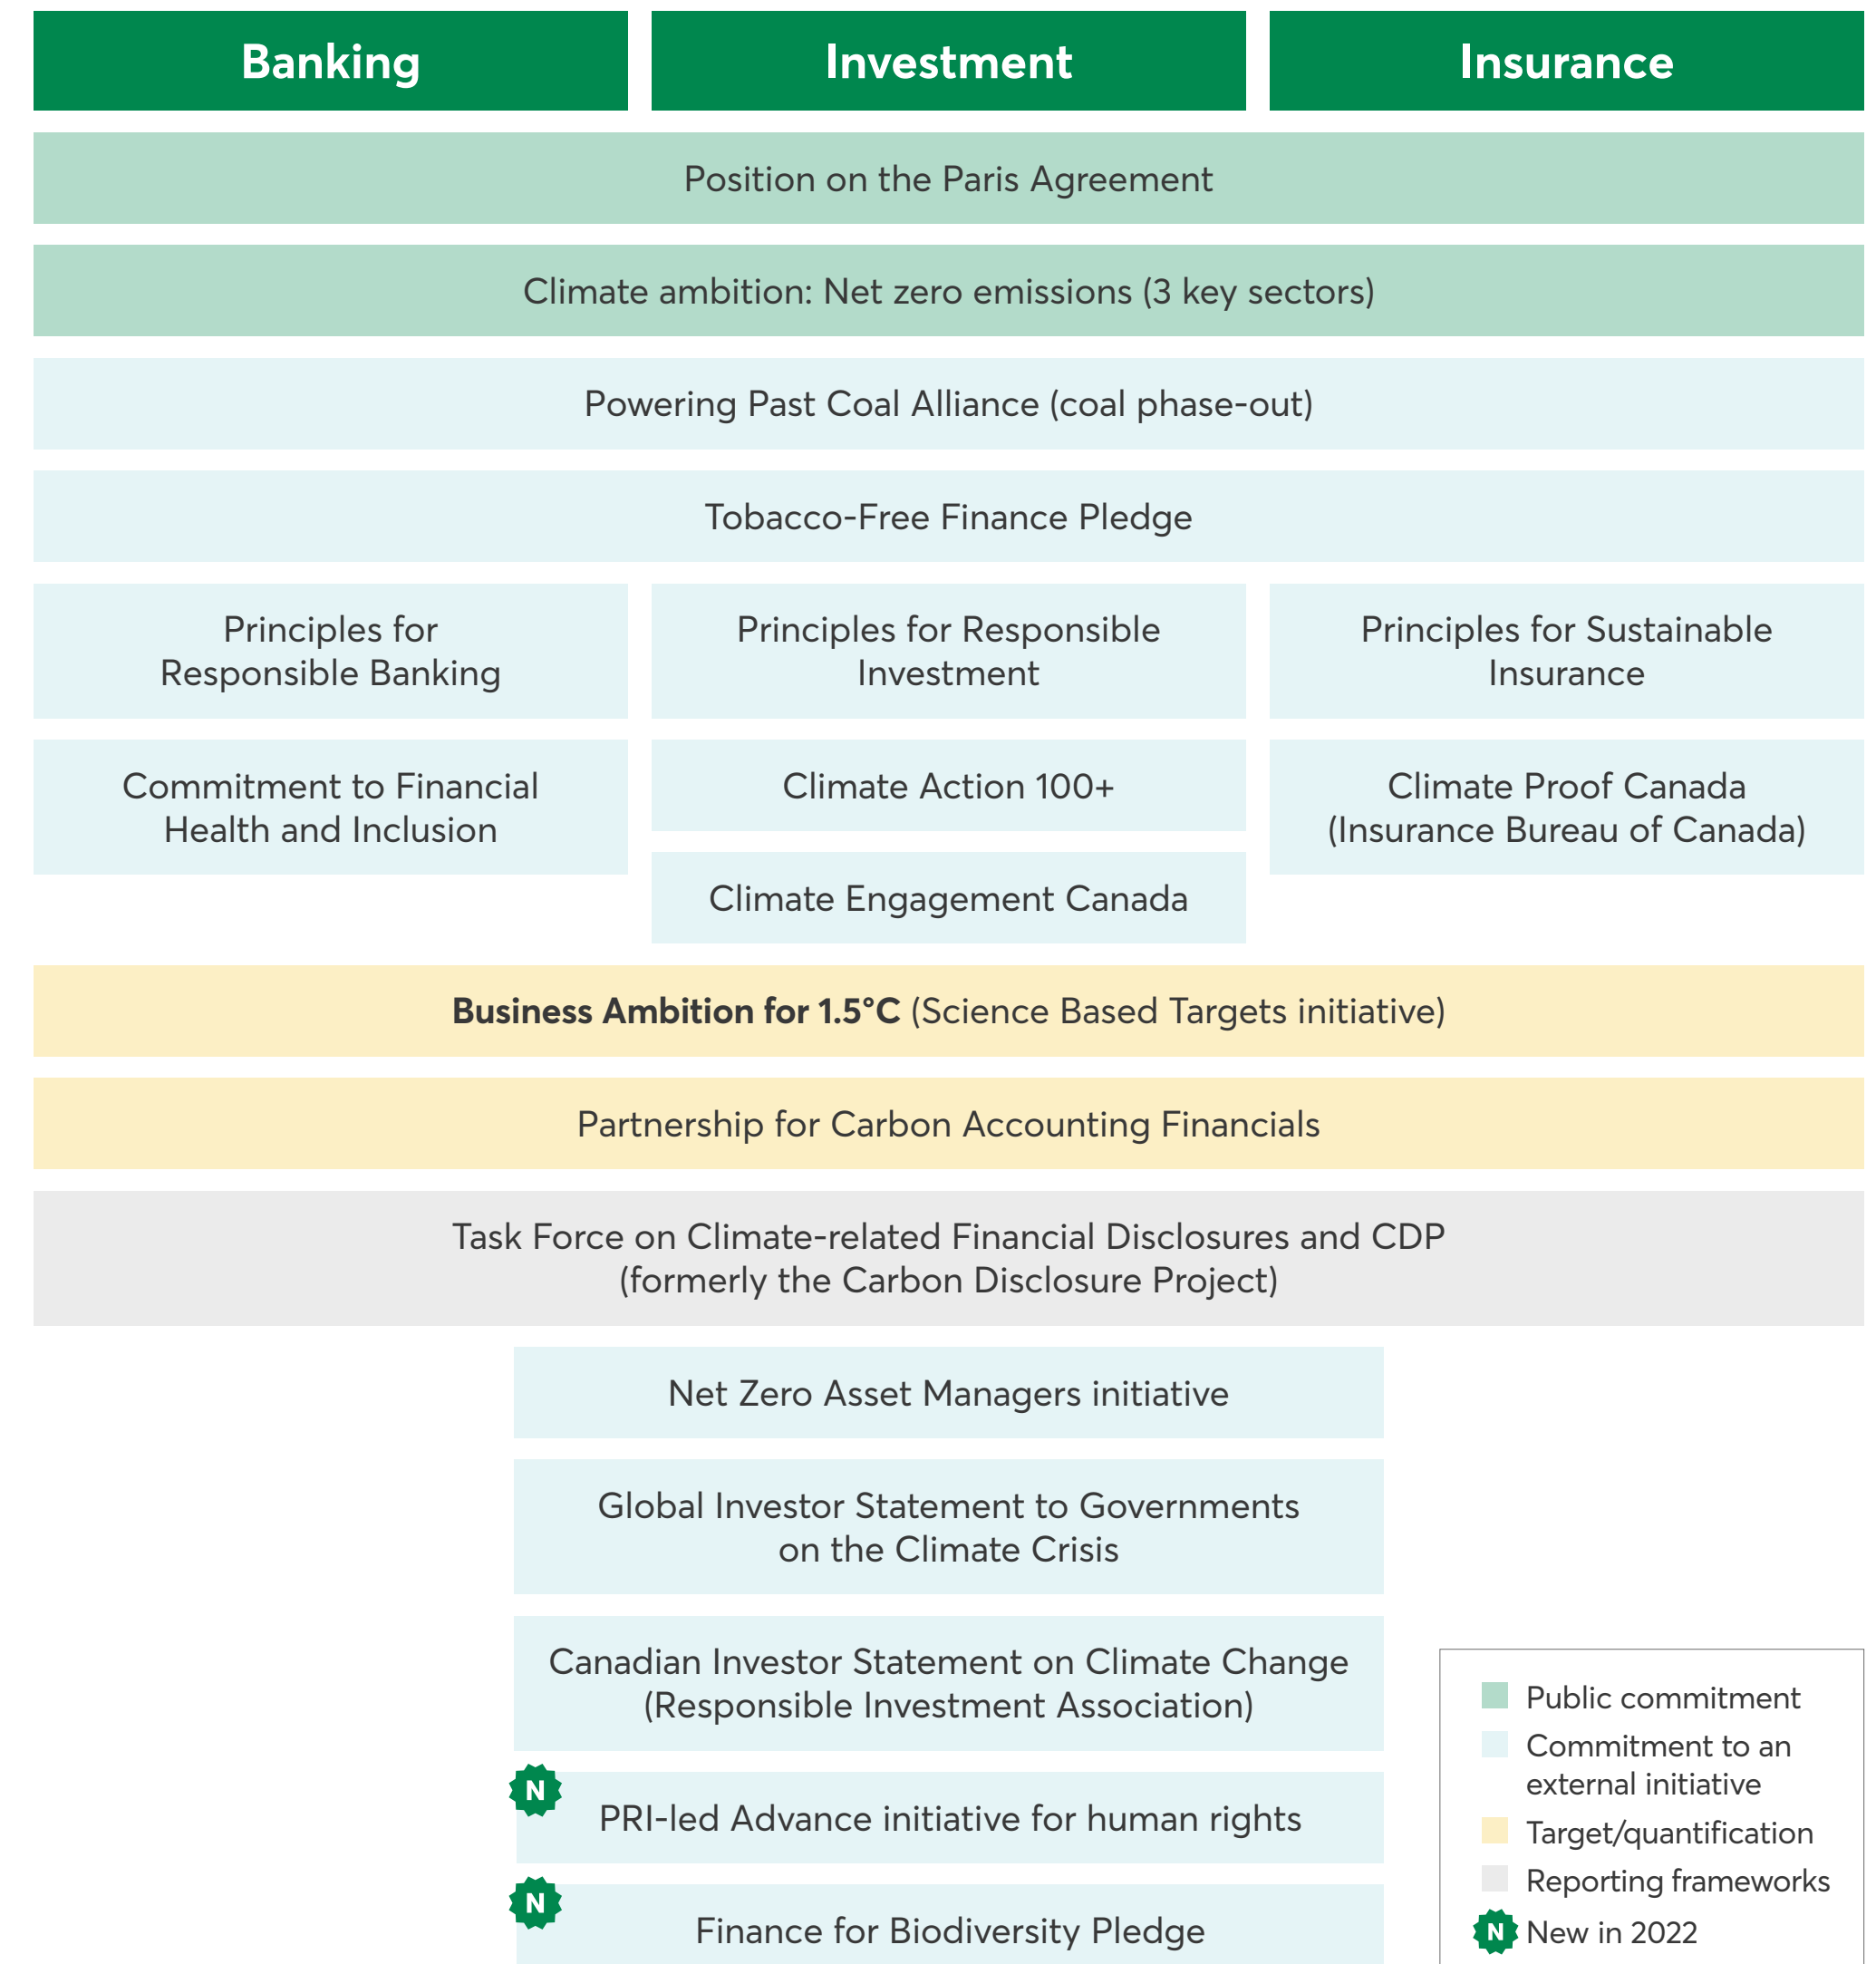 Banking
Investment
Insurance
Position on the Paris Agreement
Climate ambition: Net zero emissions (3 key sectors)
Powering Past Coal Alliance (coal phase-out)
Tobacco-Free Finance Pledge
Principles for
Responsible Banking
Principles for Responsible
Investment
Principles for Sustainable
Insurance
Commitment to Financial
Health and Inclusion
Climate Action 100+
Climate Proof Canada
(Insurance Bureau of Canada)
Climate Engagement Canada
Business Ambition for 1.5°C (Science Based Targets initiative)
Partnership for Carbon Accounting Financials
Task Force on Climate-related Financial Disclosures and CDP
(formerly the Carbon Disclosure Project)
Net Zero Asset Managers initiative
Global Investor Statement to Governments
on the Climate Crisis
Canadian Investor Statement on Climate Change
(Responsible Investment Association)
N
PRI-led Advance initiative for human rights
N
Finance for Biodiversity Pledge
Public commitment
Commitment to an
external initiative
Target/quantification
Reporting frameworks
N New in 2022